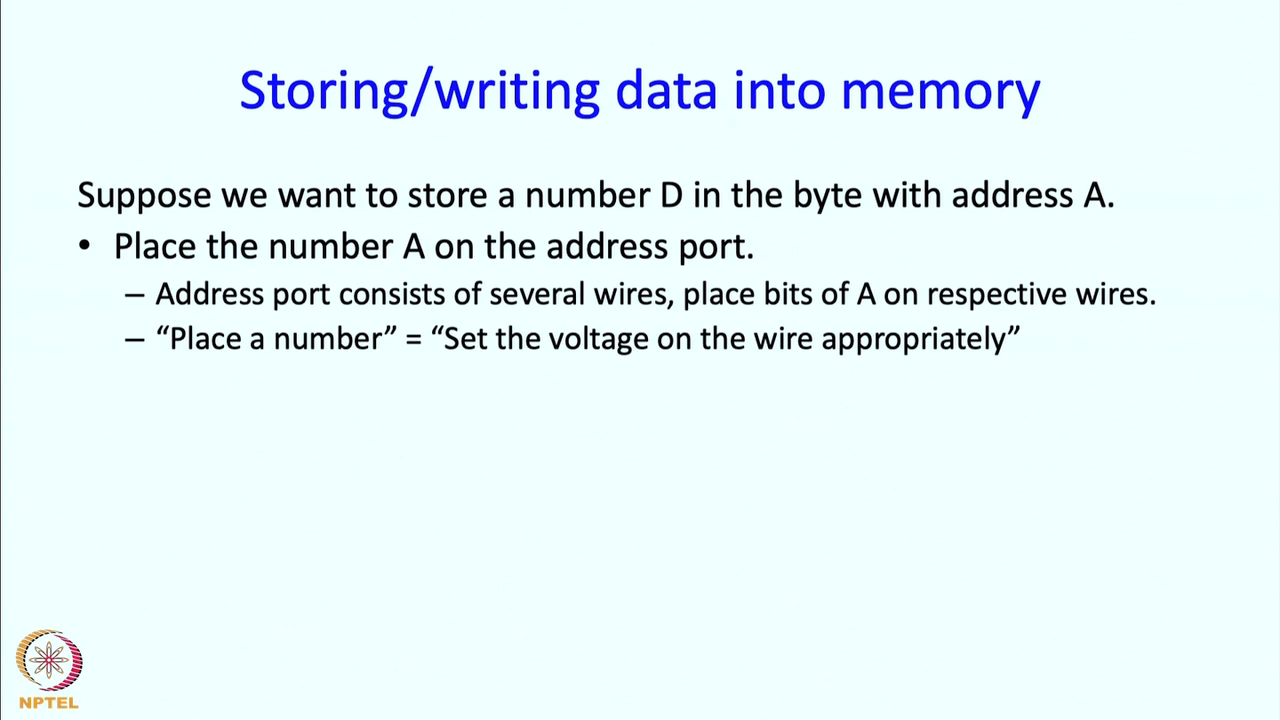 Storing/writing data into memory
Suppose we want to store a number D in the byte with address A.
• Place the number A on the address port.
– Address port consists of several wires, place bits of A on respective wires.
– “Place a number” = “Set the voltage on the wire appropriately”
NPTEL